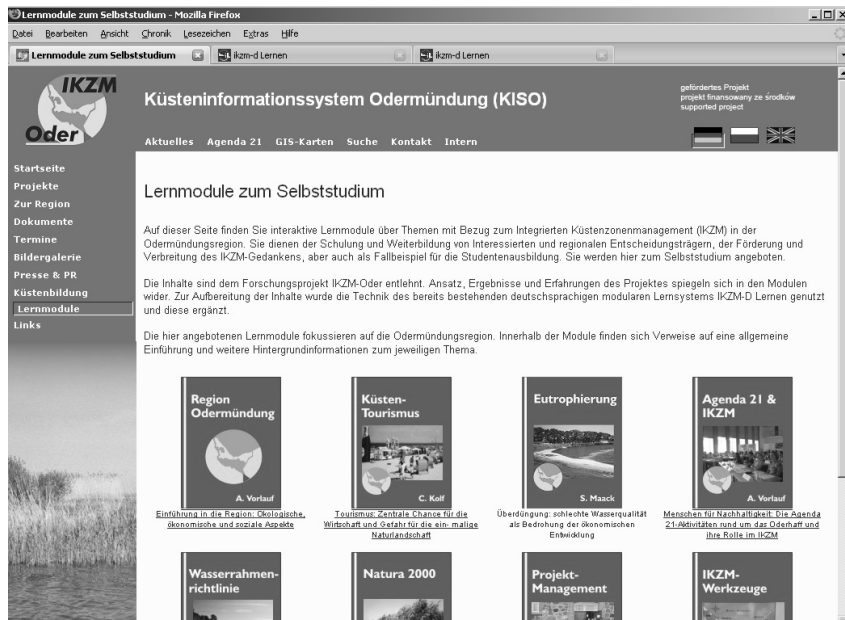 Lernmodule zum Selbststudium - Mozilla Firefox
Datei Bearbeiten Ansicht Chronik Lesezeichen Extras Hilfe
Lernmodule zum Selbststudium ikzm-d Lernen ikzm-d Lernen
IKZM
Oder
Küsteninformationssystem Odermündung (KISO)
gefördertes Projekt
projekt finansowany ze środków
supported project
Aktuelles Agenda 21 GIS-Karten Suche Kontakt Intern
Startseite
Projekte
Zur Region
Dokumente
Termine
Bildergalerie
Presse & PR
Küstenbildung
Lernmodule
Links
Lernmodule zum Selbststudium
Auf dieser Seite finden Sie interaktive Lernmodule über Themen mit Bezug zum Integrierten Küstenzonenmanagement (IKZM) in der
Odermündungsregion. Sie dienen der Schulung und Weiterbildung von Interessierten und regionalen Entscheidungsträgern, der Förderung und
Verbreitung des IKZM-Gedankens, aber auch als Fallbeispiel für die Studentenausbildung. Sie werden hier zum Selbststudium angeboten.
Die Inhalte sind dem Forschungsprojekt IKZM-Oder entlehnt. Ansatz, Ergebnisse und Erfahrungen des Projektes spiegeln sich in den Modulen
wider. Zur Aufbereitung der Inhalte wurde die Technik des bereits bestehenden deutschsprachigen modularen Lernsystems IKZM-D Lernen genutzt
und diese ergänzt.
Die hier angebotenen Lernmodule fokussieren auf die Odermündungsregion. Innerhalb der Module finden sich Verweise auf eine allgemeine
Einführung und weitere Hintergrundinformationen zum jeweiligen Thema.
Region
Odermündung
A. Vorlauf
Einführung in die Region: Ökologische,
ökonomische und soziale Aspekte
Küsten-
Tourismus
C. Kolf
Tourismus: Zentrale Chance für die
Wirtschaft und Gefahr für die ein- malige
Naturlandschaft
Eutrophierung
S. Maack
Überdüngung: schlechte Wasserqualität
als Bedrohung der ökonomischen
Entwicklung
Agenda 21 &
IKZM
A. Vorlauf
Menschen für Nachhaltigkeit: Die Agenda
21-Aktivitäten rund um das Oderhaff und
ihre Rolle im IKZM
Wasserrahmen-
richtlinie
Natura 2000
Projekt-
Management
IKZM-
Werkzeuge